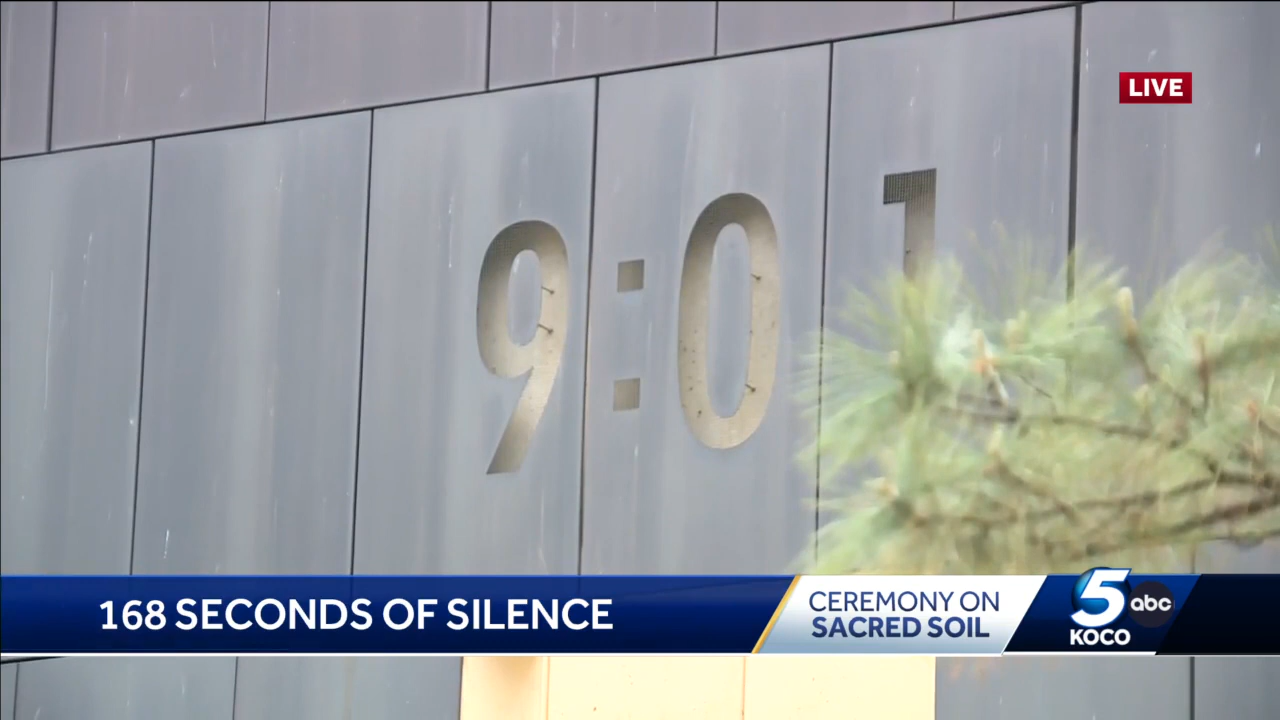 LIVE
9:01
168 SECONDS OF SILENCE
CEREMONY ON
SACRED SOIL
5
abc
KOCO